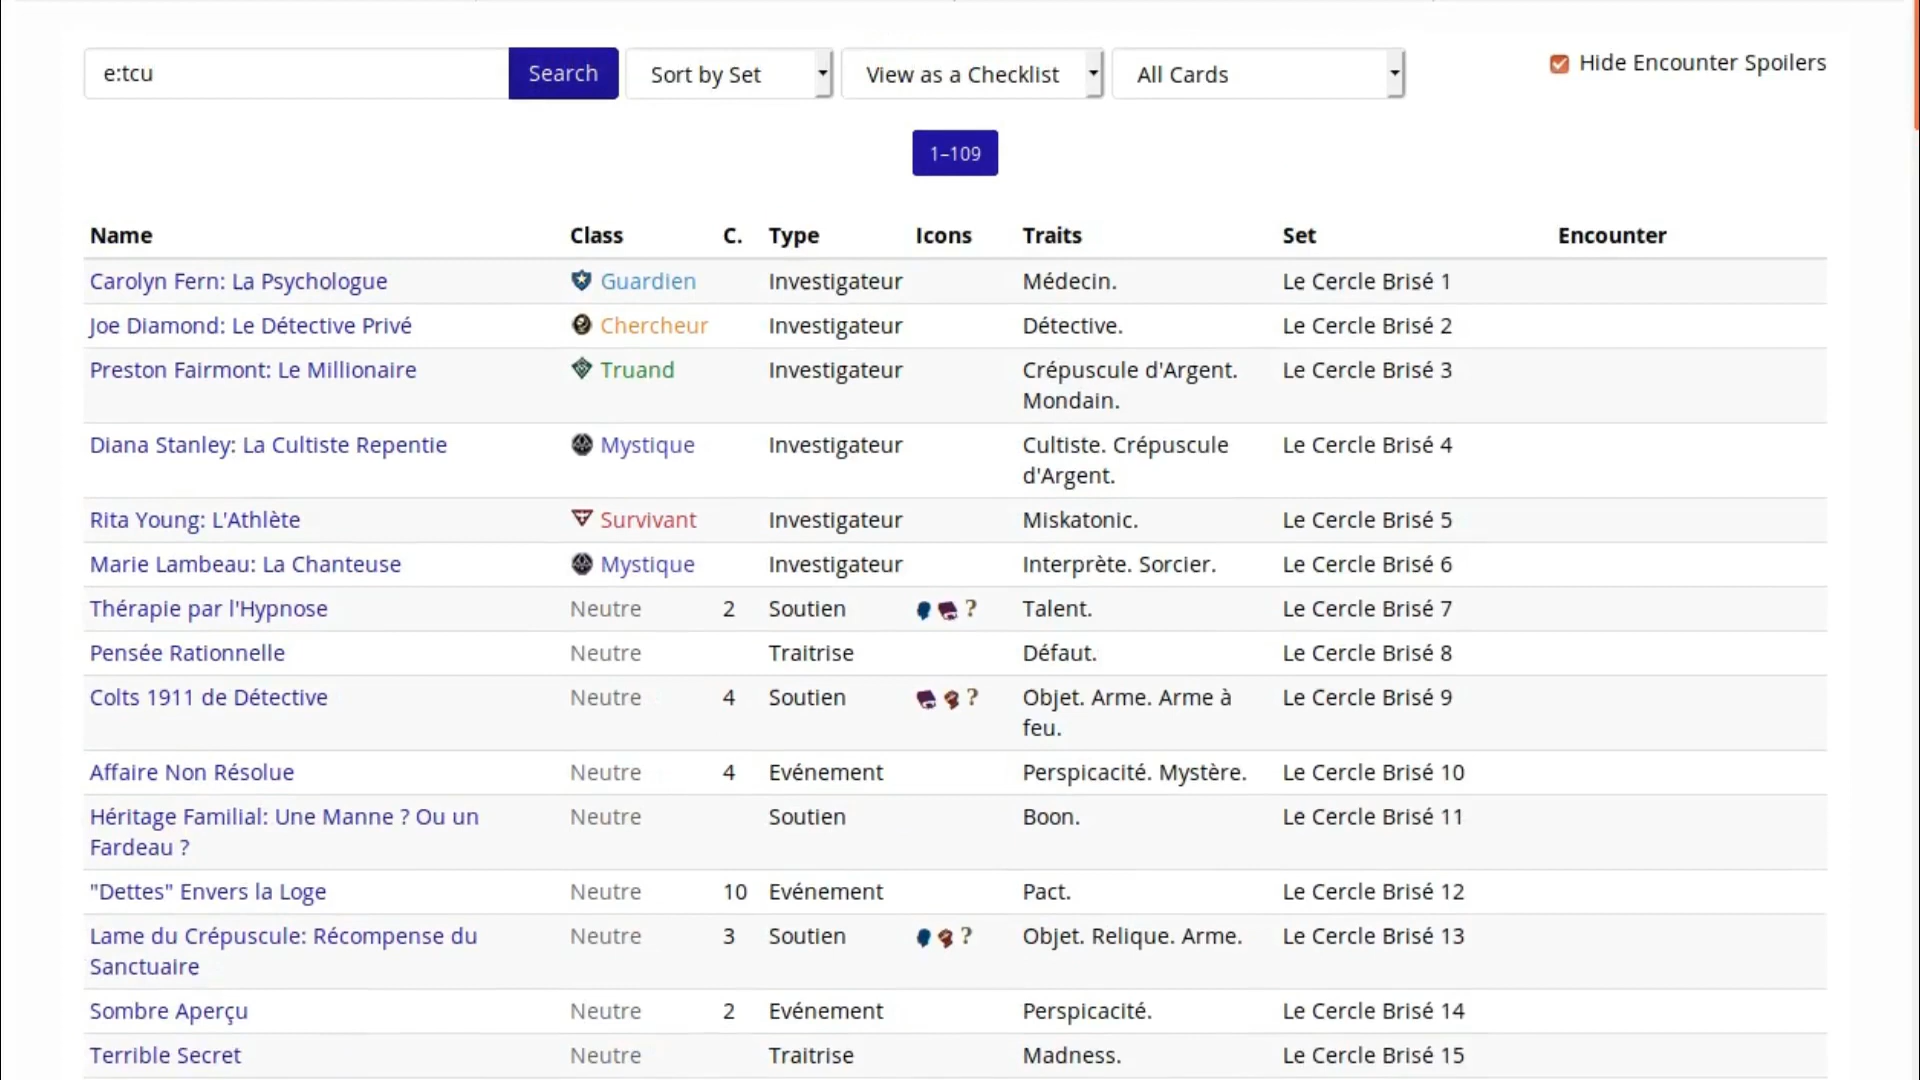 e:tcu
Search
Sort by Set
View as a Checklist
All Cards
Hide Encounter Spoilers
1–109
Name Class C. Type Icons Traits Set Encounter
Carolyn Fern: La Psychologue Guardien Investigateur Médecin. Le Cercle Brisé 1
Joe Diamond: Le Détective Privé Chercheur Investigateur Détective. Le Cercle Brisé 2
Preston Fairmont: Le Millionaire Truand Investigateur Crépuscule d'Argent. Le Cercle Brisé 3
Mondain.
Diana Stanley: La Cultiste Repentie Mystique Investigateur Cultiste. Crépuscule Le Cercle Brisé 4
d'Argent.
Rita Young: L'Athlète Survivant Investigateur Miskatonic. Le Cercle Brisé 5
Marie Lambeau: La Chanteuse Mystique Investigateur Interprète. Sorcier. Le Cercle Brisé 6
Thérapie par l'Hypnose Neutre 2 Soutien ? Talent. Le Cercle Brisé 7
Pensée Rationnelle Neutre Traitrise Défaut. Le Cercle Brisé 8
Colts 1911 de Détective Neutre 4 Soutien ? Objet. Arme. Arme à Le Cercle Brisé 9
feu.
Affaire Non Résolue Neutre 4 Evénement Perspicacité. Mystère. Le Cercle Brisé 10
Héritage Familial: Une Manne ? Ou un Neutre Soutien Boon. Le Cercle Brisé 11
Fardeau ?
"Dettes" Envers la Loge Neutre 10 Evénement Pact. Le Cercle Brisé 12
Lame du Crépuscule: Récompense du Neutre 3 Soutien ? Objet. Relique. Arme. Le Cercle Brisé 13
Sanctuaire
Sombre Aperçu Neutre 2 Evénement Perspicacité. Le Cercle Brisé 14
Terrible Secret Neutre Traitrise Madness. Le Cercle Brisé 15